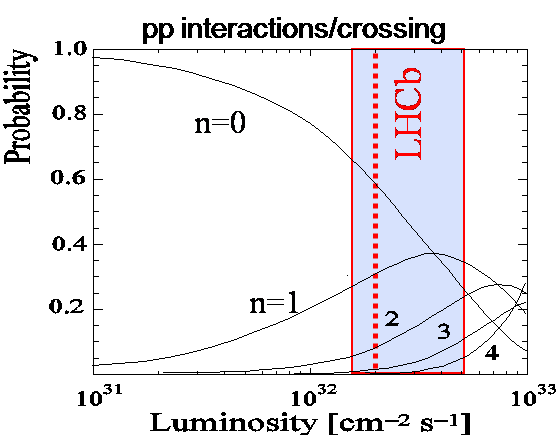 pp interactions/crossing
Probability
1.0
0.8
0.6
0.4
0.2
n=0
n=1
LHCb
2
3
4
10³¹
10³²
10³³
Luminosity [cm⁻² s⁻¹]